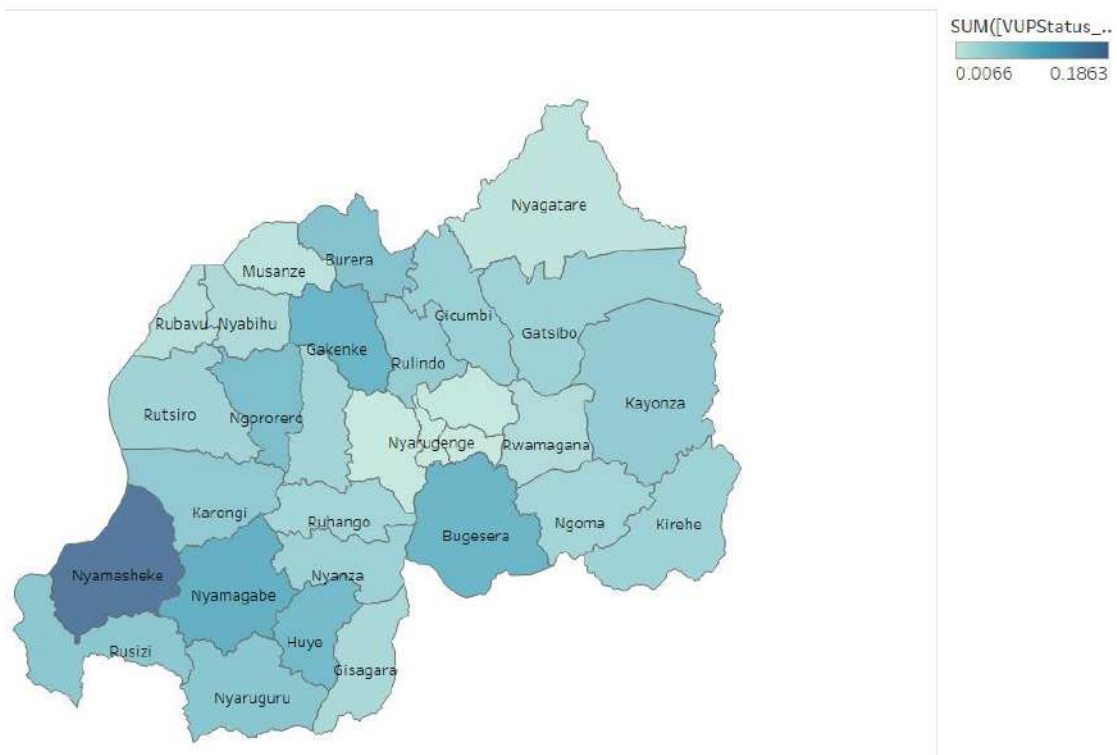 SUM([VUPStatus_..
0.0066 0.1863
Nyagatare
Burera
Musanze
Gicumbi
Rubavu
Nyabihu
Gatsibo
Gakenke
Rulindo
Kayonza
Rutsiro
Ngororero
Nyarugenge
Rwamagana
Karongi
Ruhango
Ngoma
Kirehe
Bugesera
Nyamasheke
Nyanza
Nyamagabe
Huye
Rusizi
Gisagara
Nyaruguru